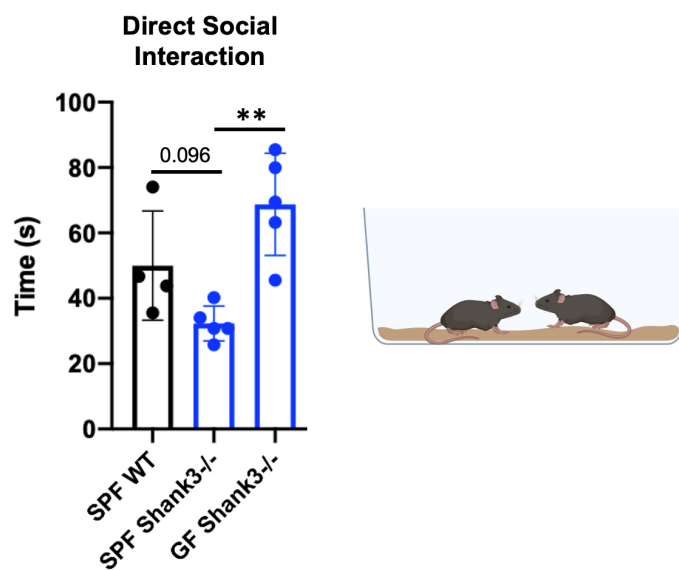 Direct Social
Interaction
**
0.096
100
80
60
40
20
0
Time (s)
SPF WT
SPF Shank3-/-
GF Shank3-/-